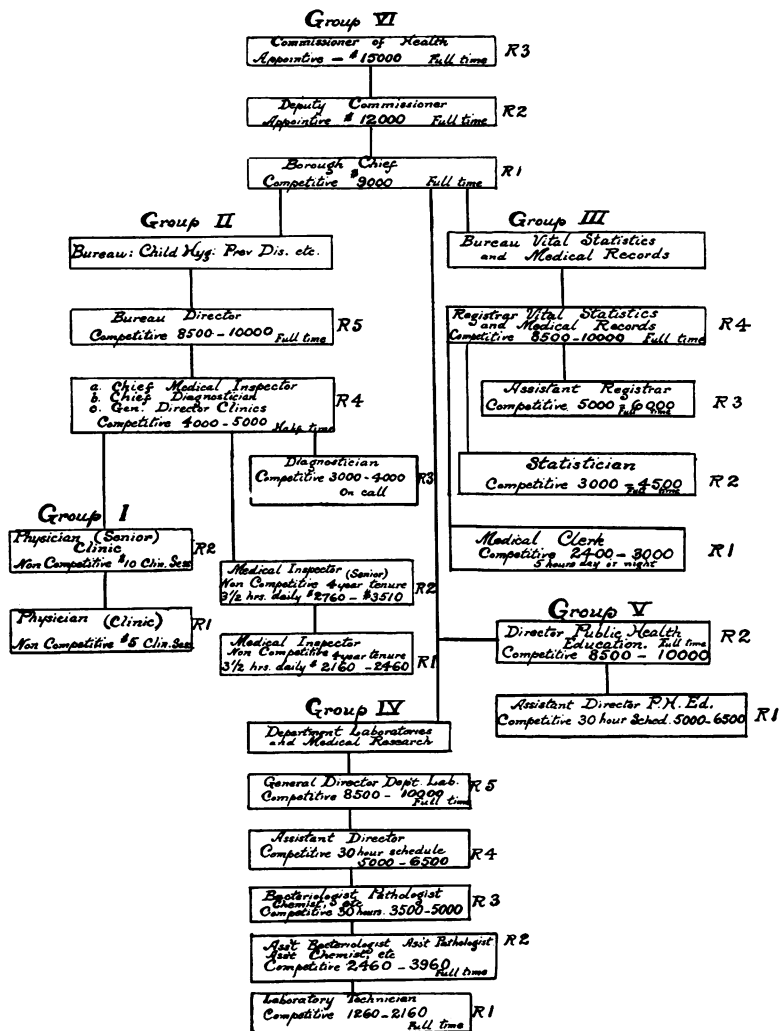 Group VI
Commissioner of Health
Appointive - $15000 Full time
R3
Deputy Commissioner
Appointive $12000 Full time
R2
Borough Chief
Competitive $9000 Full time
R1
Group II
Bureau: Child Hyg: Prev Dis. etc.
Bureau Director
Competitive 8500-10000 Full time
R5
a. Chief Medical Inspector
b. Chief Diagnostician
c. Gen. Director Clinics
Competitive 4000-5000 Half time
R4
Diagnostician
Competitive 3000-4000
On call
R3
Group I
Physician (Senior)
Clinic
Non Competitive $10 Clin. Sess
R2
Physician (Clinic)
Non Competitive $5 Clin. Sess
R1
Medical Inspector (Senior)
Non Competitive 4 year tenure
3 1/2 hrs. daily $2760-$3510
R2
Medical Inspector
Non Competitive 4 year tenure
3 1/2 hrs. daily $2160-2460
R1
Group III
Bureau Vital Statistics
and Medical Records
Registrar Vital Statistics
and Medical Records
Competitive 8500-10000 Full time
R4
Assistant Registrar
Competitive 5000-6000
Full time
R3
Statistician
Competitive 3000-4500
Full time
R2
Medical Clerk
Competitive 2400-3000
5 hours day or night
R1
Group V
Director Public Health
Education. Full time
Competitive 8500-10000
R2
Assistant Director P.H. Ed.
Competitive 30 hour Sched. 5000-6500
R1
Group IV
Department Laboratories
and Medical Research
General Director Dept. Lab.
Competitive 8500-10000
Full time
R5
Assistant Director
Competitive 30 hour schedule
5000-6500
R4
Bacteriologist, Pathologist
Chemist, etc
Competitive 30 hours. 3500-5000
R3
Ass't Bacteriologist Ass't Pathologist
Ass't Chemist, etc
Competitive 2460-3960
Full time
R2
Laboratory Technician
Competitive 1260-2160
Full time
R1